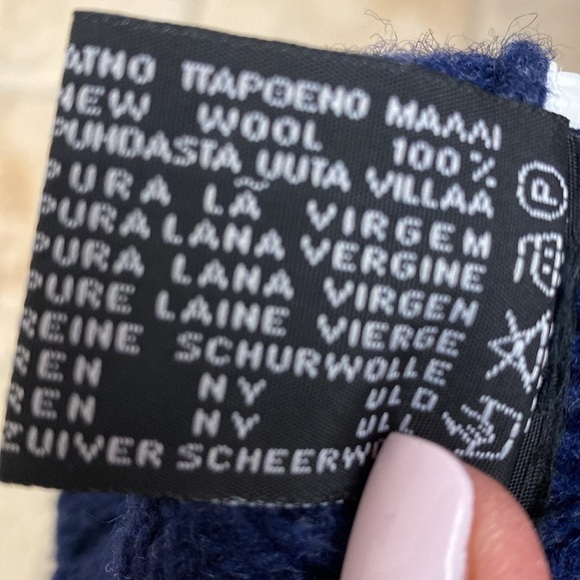 ΑΓΝΟ ΠΑΡΘΕΝΟ ΜΑΛΛΙ
NEW WOOL 100%
PUHDASTA UUTA VILLAA
PURA LÃ VIRGEM
PURA LANA VERGINE
PURA LANA VIRGEN
PURE LAINE VIERGE
REINE SCHURWOLLE
REN NY ULD
REN NY ULL
ZUIVER
P